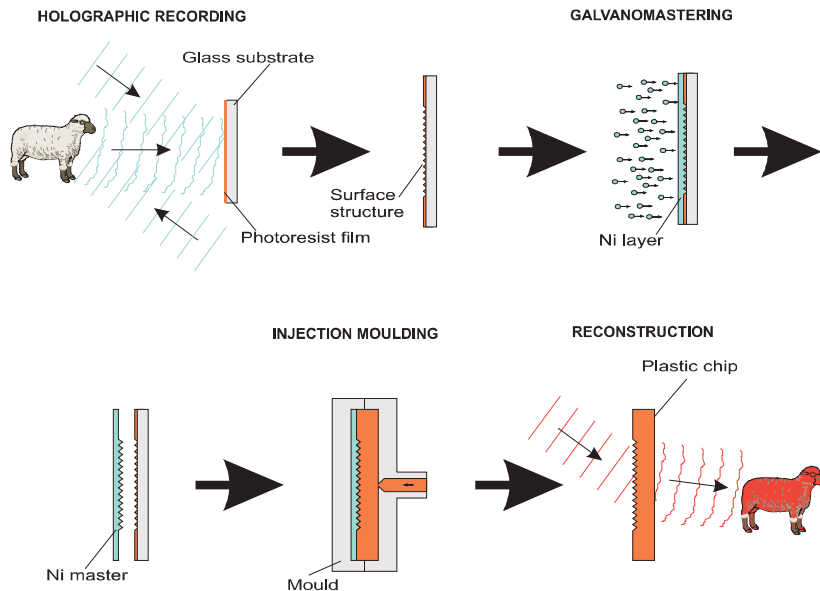 HOLOGRAPHIC RECORDING
GALVANOMASTERING
Glass substrate
Surface
structure
Photoresist film
Ni layer
INJECTION MOULDING
RECONSTRUCTION
Plastic chip
Ni master
Mould